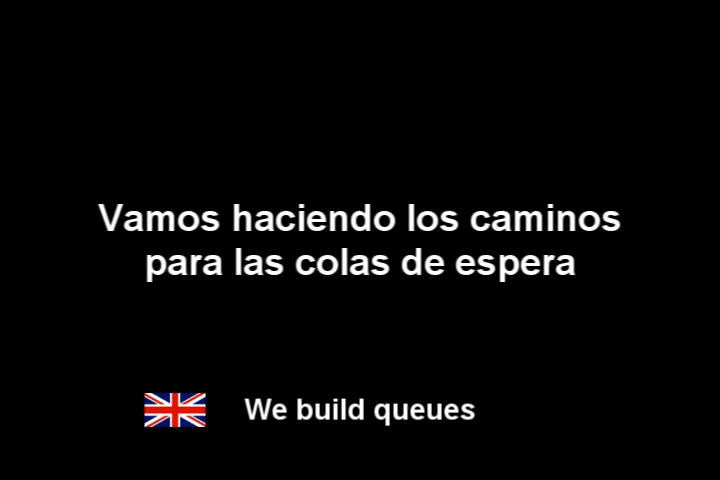 Vamos haciendo los caminos
para las colas de espera
We build queues